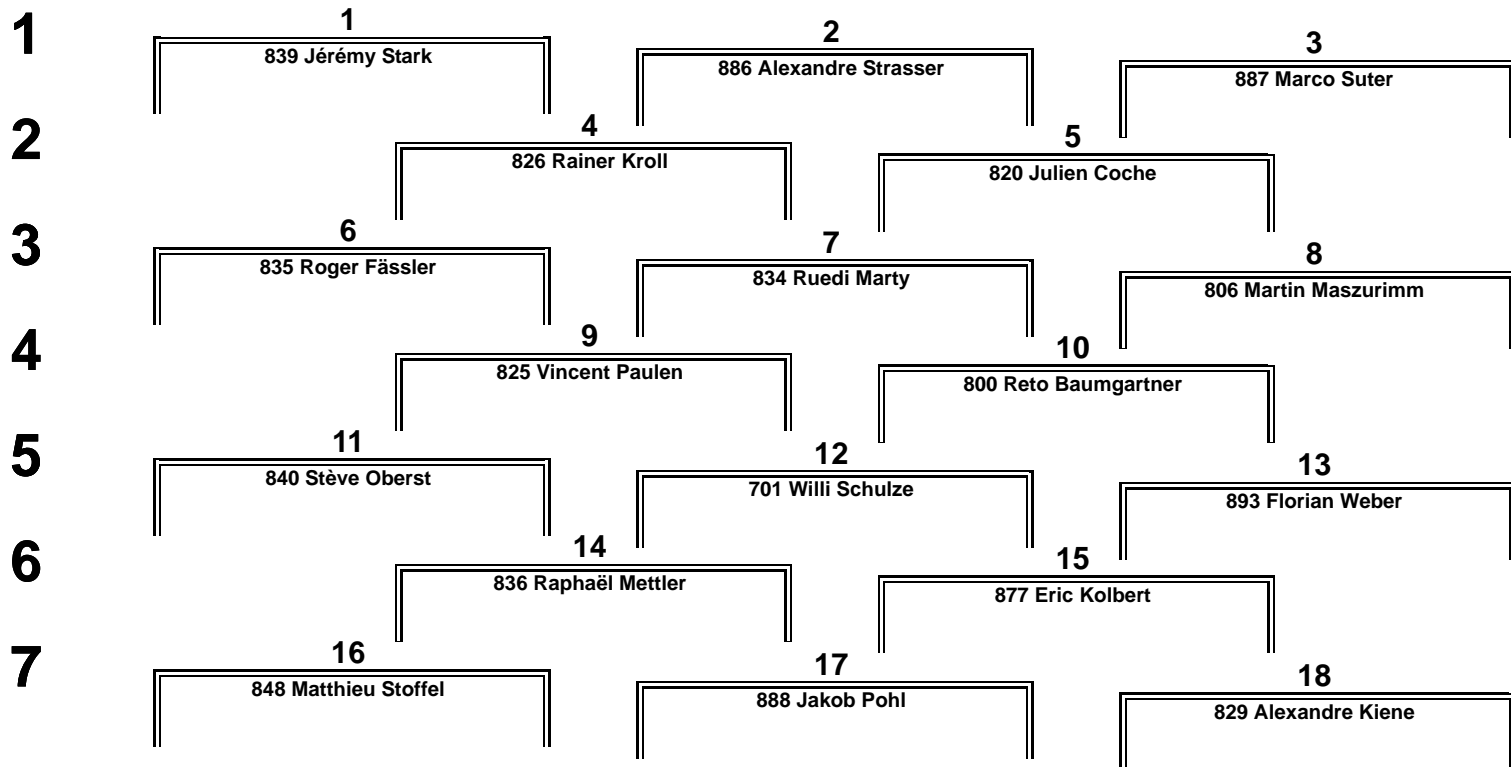 1
1
839 Jérémy Stark
2
886 Alexandre Strasser
3
887 Marco Suter
2
4
826 Rainer Kroll
5
820 Julien Coche
3
6
835 Roger Fässler
7
834 Ruedi Marty
8
806 Martin Maszurimm
4
9
825 Vincent Paulen
10
800 Reto Baumgartner
5
11
840 Stève Oberst
12
701 Willi Schulze
13
893 Florian Weber
6
14
836 Raphaël Mettler
15
877 Eric Kolbert
7
16
848 Matthieu Stoffel
17
888 Jakob Pohl
18
829 Alexandre Kiene